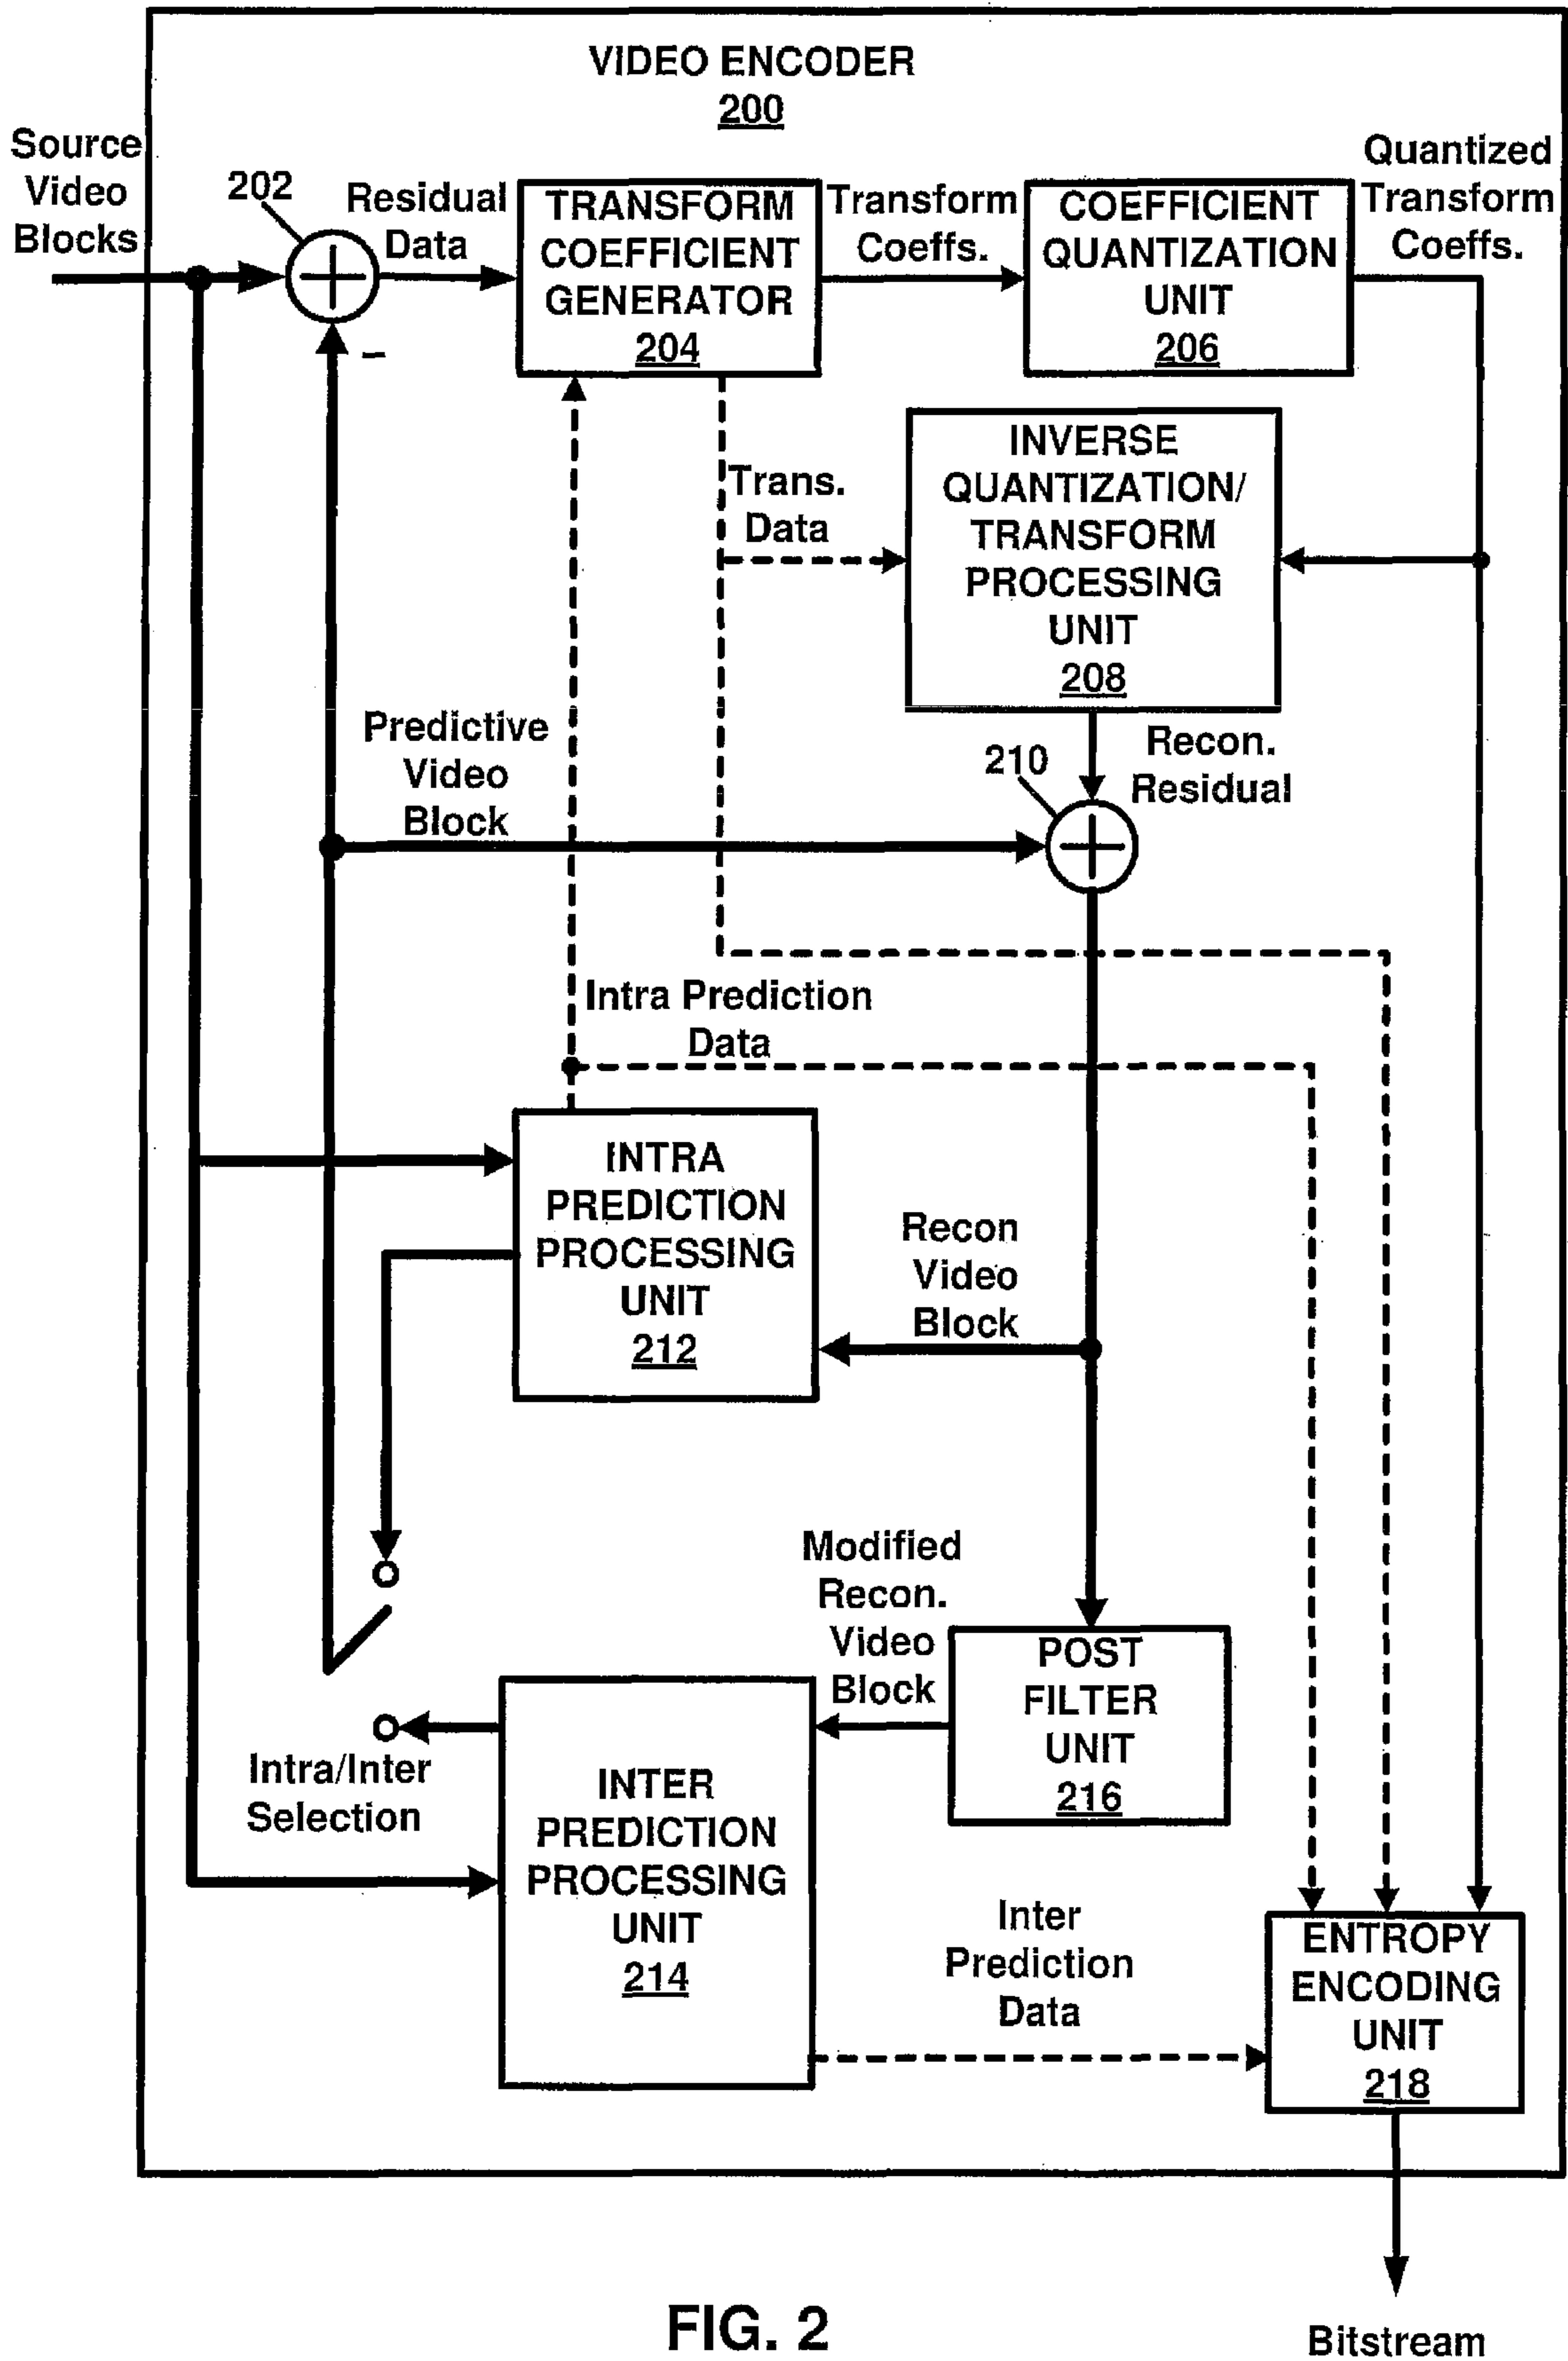 VIDEO ENCODER
200
Source
Video
Blocks
202
Residual
Data
TRANSFORM
COEFFICIENT
GENERATOR
204
Transform
Coeffs.
COEFFICIENT
QUANTIZATION
UNIT
206
Quantized
Transform
Coeffs.
–
Trans.
Data
INVERSE
QUANTIZATION/
TRANSFORM
PROCESSING
UNIT
208
Predictive
Video
Block
210
Recon.
Residual
Intra Prediction
Data
INTRA
PREDICTION
PROCESSING
UNIT
212
Recon
Video
Block
Modified
Recon.
Video
Block
POST
FILTER
UNIT
216
Intra/Inter
Selection
INTER
PREDICTION
PROCESSING
UNIT
214
Inter
Prediction
Data
ENTROPY
ENCODING
UNIT
218
FIG. 2
Bitstream